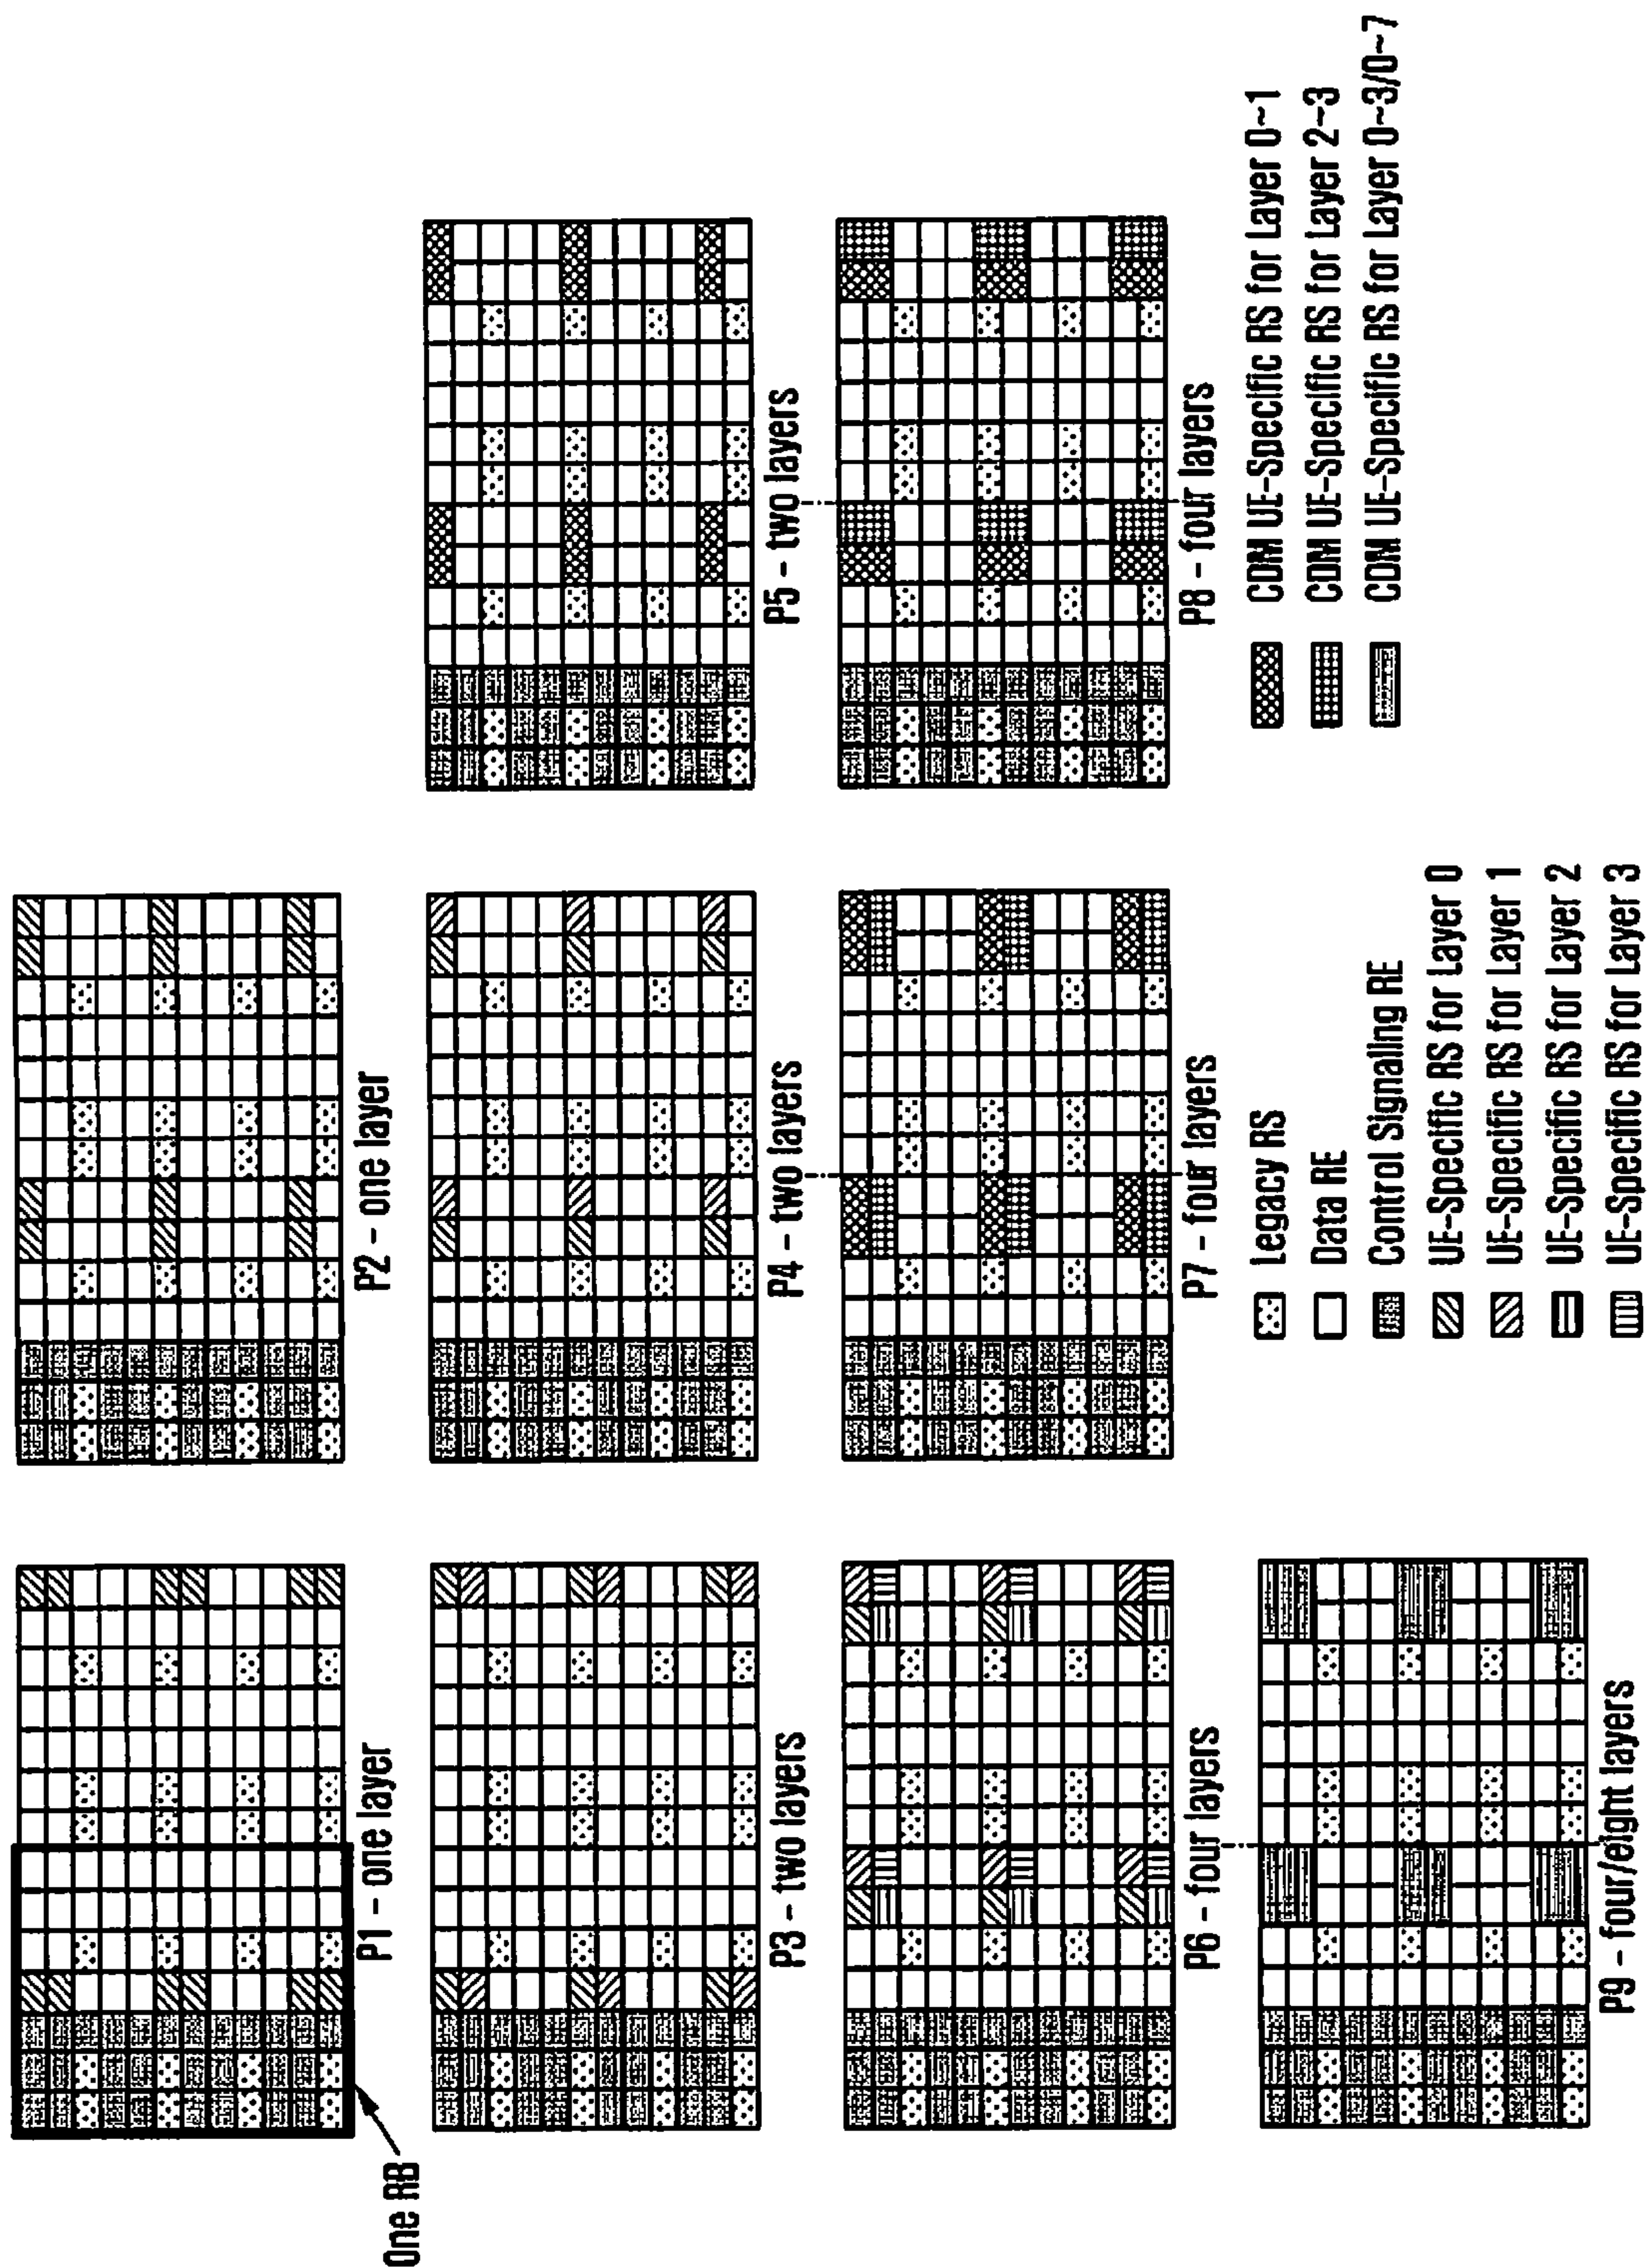 One RB
P1 - one layer
P2 - one layer
P3 - two layers
P4 - two layers
P5 - two layers
P6 - four layers
P7 - four layers
P8 - four layers
P9 - four/eight layers
Legacy RS
Data RE
Control Signalling RE
UE-Specific RS for Layer 0
UE-Specific RS for Layer 1
UE-Specific RS for Layer 2
UE-Specific RS for Layer 3
CDM UE-Specific RS for Layer 0~1
CDM UE-Specific RS for Layer 2~3
CDM UE-Specific RS for Layer 0~3/0~7